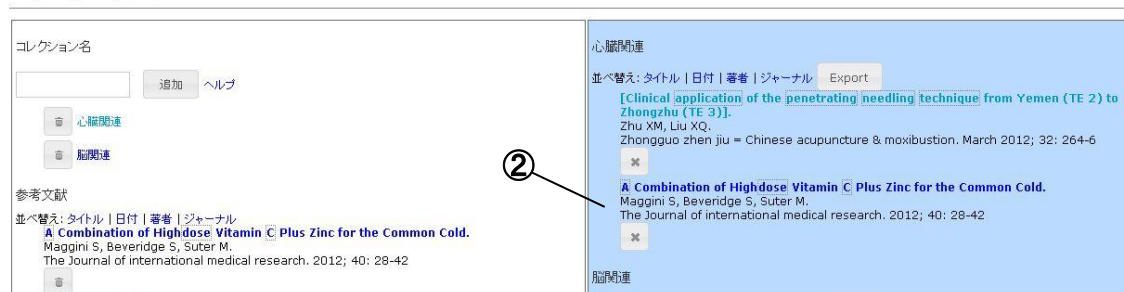 コレクション名
追加 ヘルプ
心臓関連
脳関連
参考文献
並べ替え: タイトル | 日付 | 著者 | ジャーナル
A Combination of Highdose Vitamin C Plus Zinc for the Common Cold.
Maggini S, Beveridge S, Suter M.
The Journal of international medical research. 2012; 40: 28-42
②
心臓関連
並べ替え: タイトル | 日付 | 著者 | ジャーナル Export
[Clinical application of the penetrating needling technique from Yemen (TE 2) to
Zhongzhu (TE 3)].
Zhu XM, Liu XQ.
Zhongguo zhen jiu = Chinese acupuncture & moxibustion. March 2012; 32: 264-6
A Combination of Highdose Vitamin C Plus Zinc for the Common Cold.
Maggini S, Beveridge S, Suter M.
The Journal of international medical research. 2012; 40: 28-42
脳関連